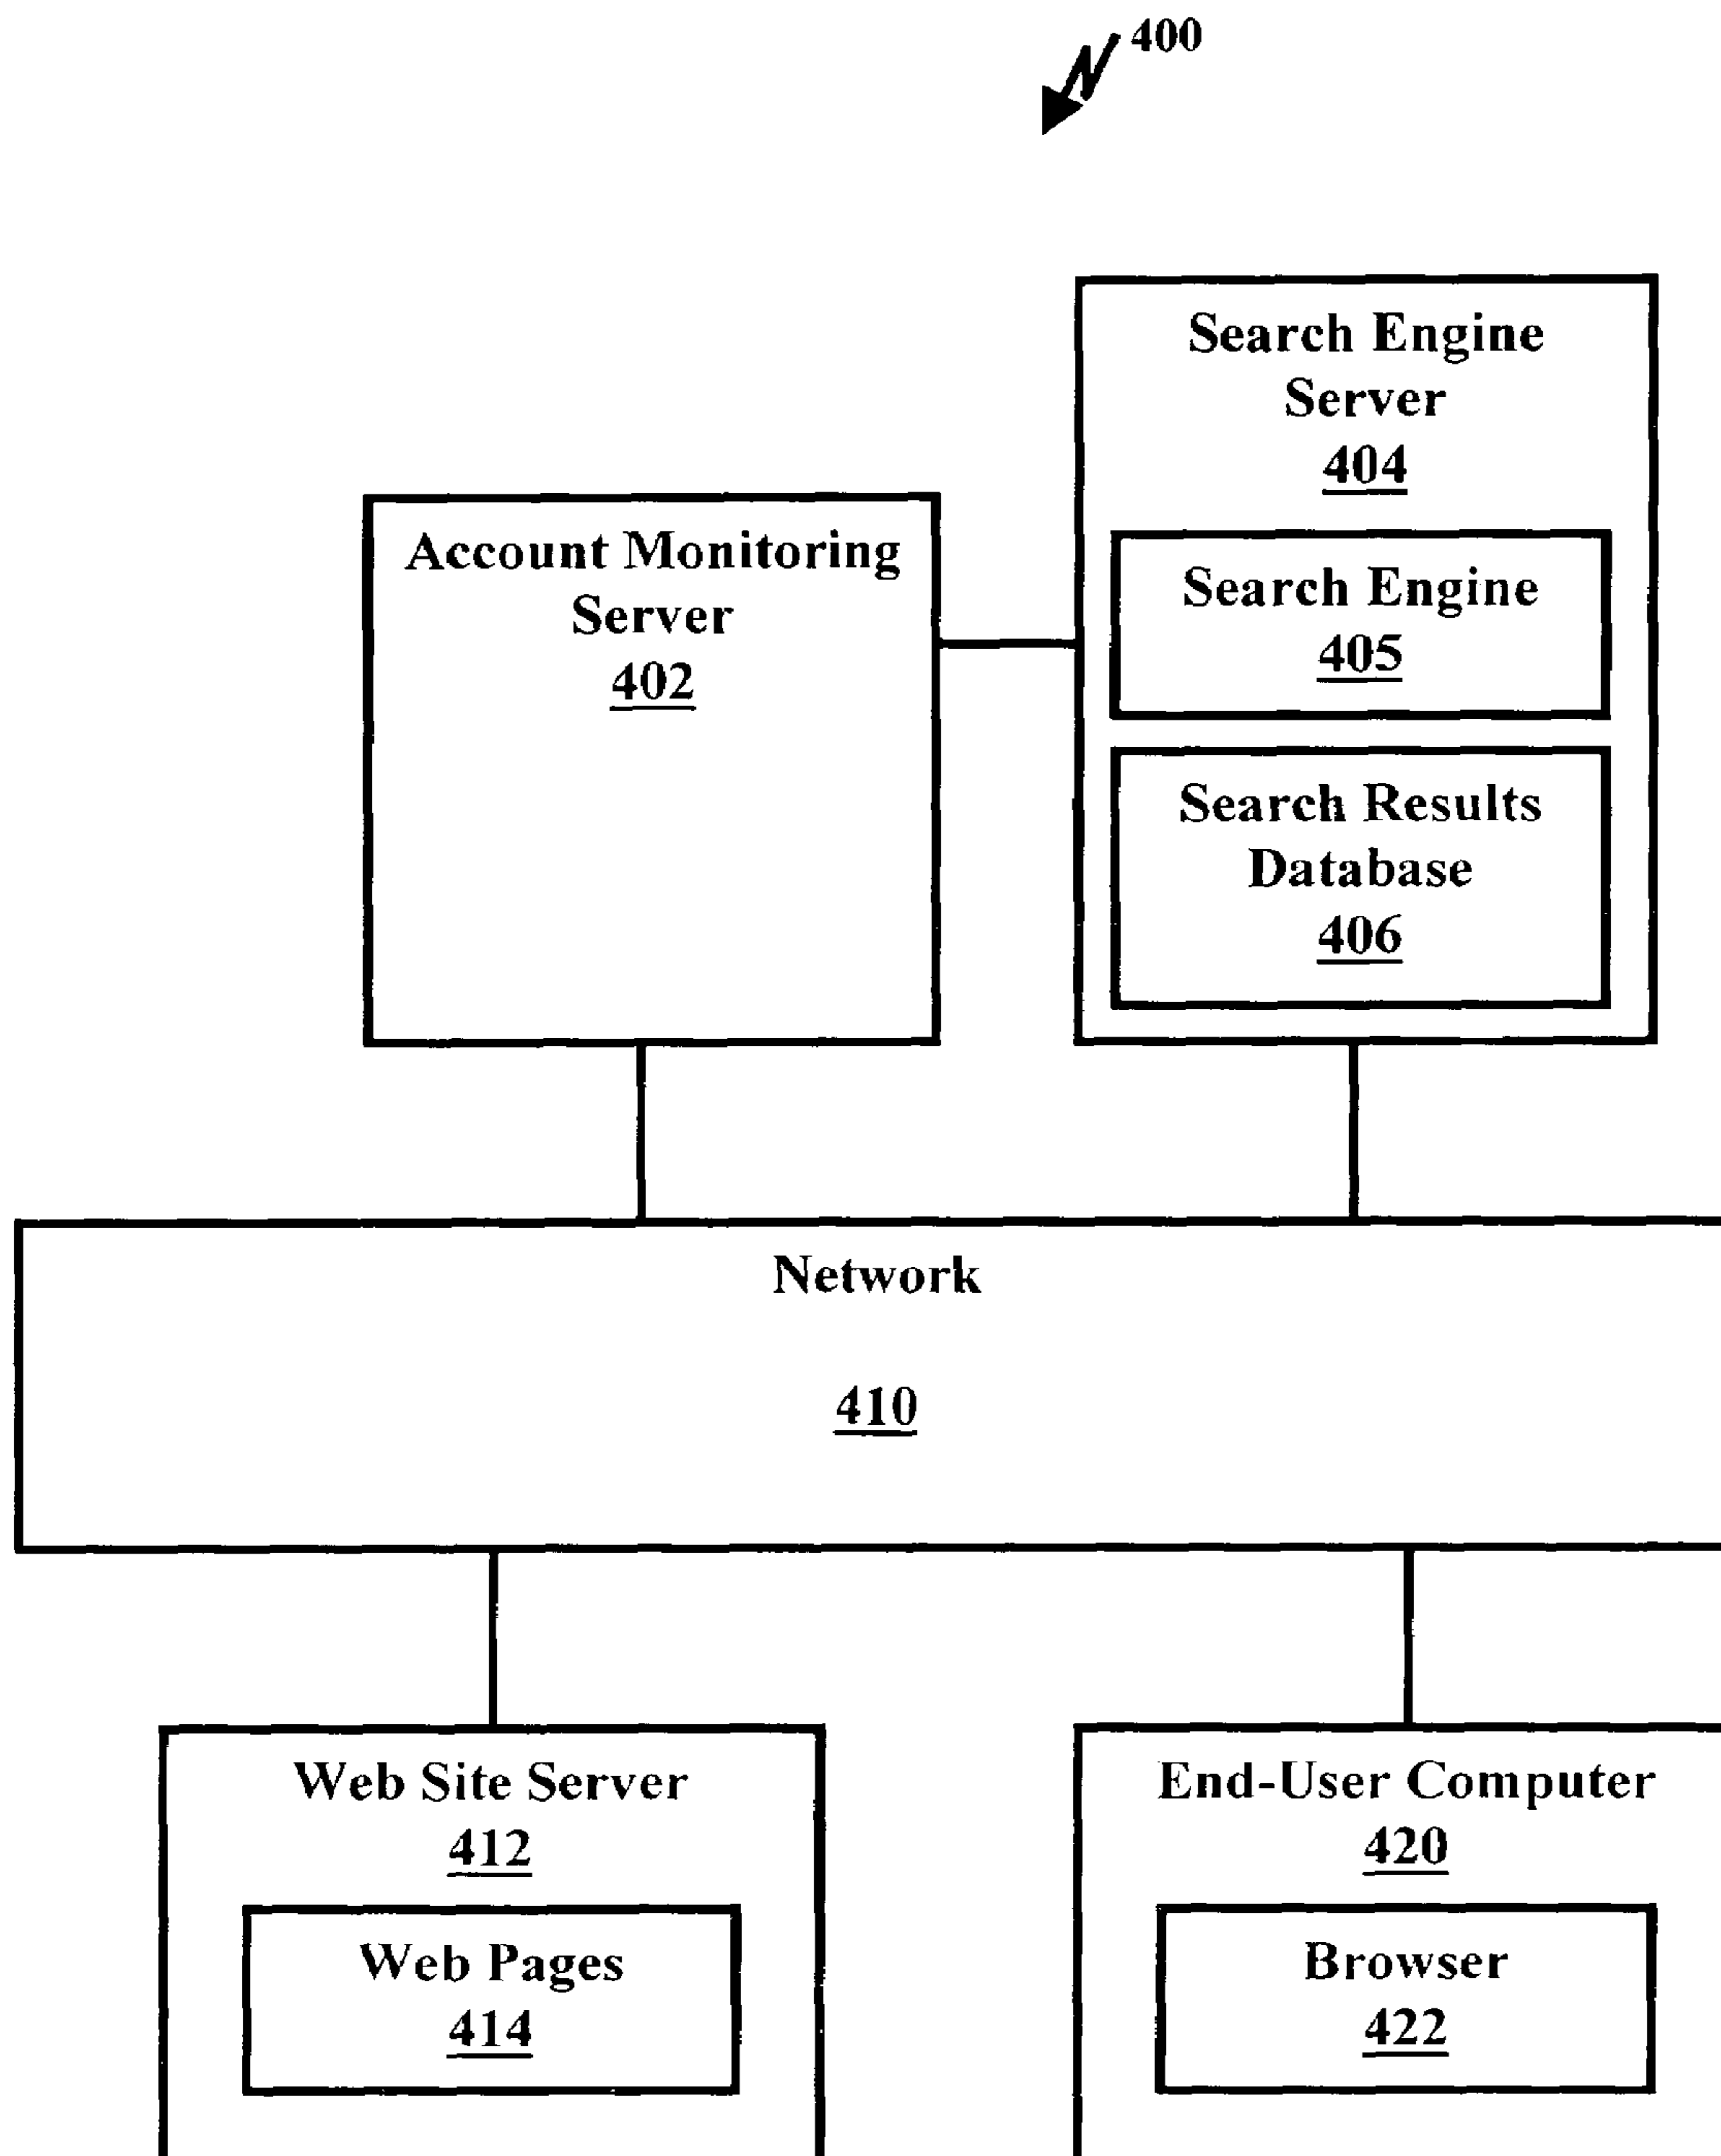 400
Search Engine
Server
404
Account Monitoring
Server
402
Search Engine
405
Search Results
Database
406
Network
410
Web Site Server
412
Web Pages
414
End-User Computer
420
Browser
422